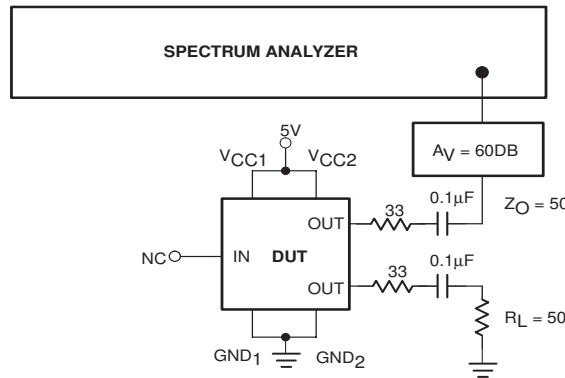 SPECTRUM ANALYZER
5V
VCC1 VCC2
AV = 60DB
0.1μF
ZO = 50
33
OUT
NC IN DUT
0.1μF
33
OUT
RL = 50
GND1 GND2